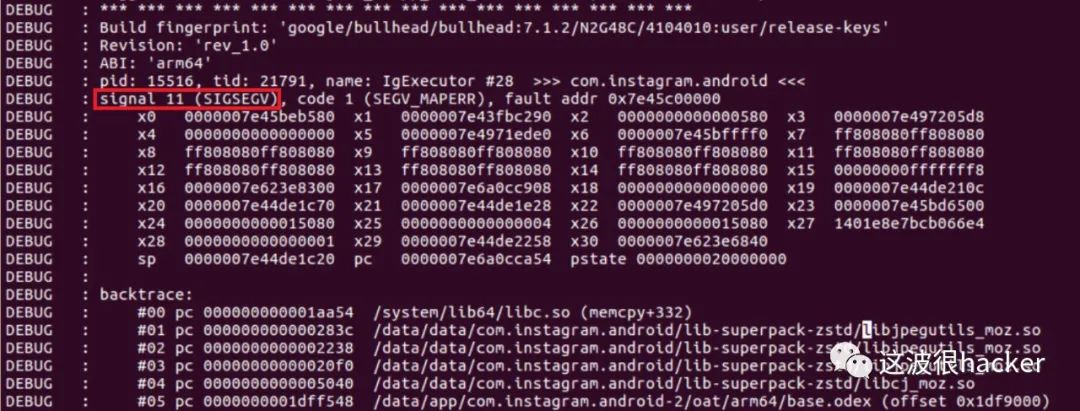 DEBUG : *** *** *** *** *** *** *** *** *** *** *** *** *** *** *** ***
DEBUG : Build fingerprint: 'google/bullhead/bullhead:7.1.2/N2G48C/4104010:user/release-keys'
DEBUG : Revision: 'rev_1.0'
DEBUG : ABI: 'arm64'
DEBUG : pid: 15516, tid: 21791, name: IgExecutor #28 >>> com.instagram.android <<<
DEBUG : signal 11 (SIGSEGV), code 1 (SEGV_MAPERR), fault addr 0x7e45c00000
DEBUG : x0 0000007e45beb580 x1 0000007e43fbc290 x2 0000000000000580 x3 0000007e497205d8
DEBUG : x4 0000000000000000 x5 0000007e4971ede0 x6 0000007e45bffff0 x7 ff808080ff808080
DEBUG : x8 ff808080ff808080 x9 ff808080ff808080 x10 ff808080ff808080 x11 ff808080ff808080
DEBUG : x12 ff808080ff808080 x13 ff808080ff808080 x14 ff808080ff808080 x15 00000000fffffff8
DEBUG : x16 0000007e623e8300 x17 0000007e6a0cc908 x18 0000000000000000 x19 0000007e44de210c
DEBUG : x20 0000007e44de1c70 x21 0000007e44de1e28 x22 0000007e497205d0 x23 0000007e45bd6500
DEBUG : x24 0000000000015080 x25 0000000000000004 x26 0000000000015080 x27 1401e8e7bcb066e4
DEBUG : x28 0000000000000001 x29 0000007e44de2258 x30 0000007e623e6840
DEBUG : sp 0000007e44de1c20 pc 0000007e6a0cca54 pstate 0000000020000000
DEBUG :
DEBUG : backtrace:
DEBUG : #00 pc 000000000001aa54 /system/lib64/libc.so (memcpy+332)
DEBUG : #01 pc 000000000000283c /data/data/com.instagram.android/lib-superpack-zstd/libjpegutils_moz.so
DEBUG : #02 pc 0000000000002238 /data/data/com.instagram.android/lib-superpack-zstd/
DEBUG : #03 pc 00000000000020f0 /data/data/com.instagram.android/lib-superpack-zstd/
这波很hacker
DEBUG : #04 pc 0000000000005040 /data/data/com.instagram.android/lib-superpack-zstd/libcj_moz.so
DEBUG : #05 pc 0000000001dff548 /data/app/com.instagram.android-2/oat/arm64/base.odex (offset 0x1df9000)